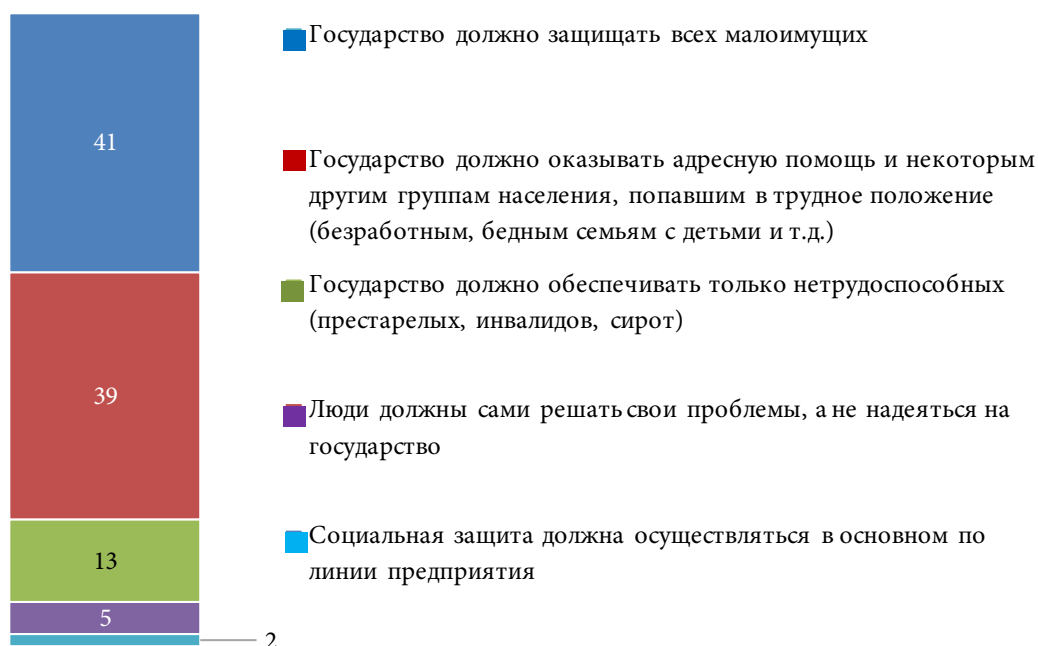 Государство должно защищать всех малоимущих
41
Государство должно оказывать адресную помощь и некоторым
другим группам населения, попавшим в трудное положение
(безработным, бедным семьям с детьми и т.д.)
Государство должно обеспечивать только нетрудоспособных
(престарелых, инвалидов, сирот)
39
Люди должны сами решать свои проблемы, а не надеяться на
государство
Социальная защита должна осуществляться в основном по
линии предприятия
13
5
2